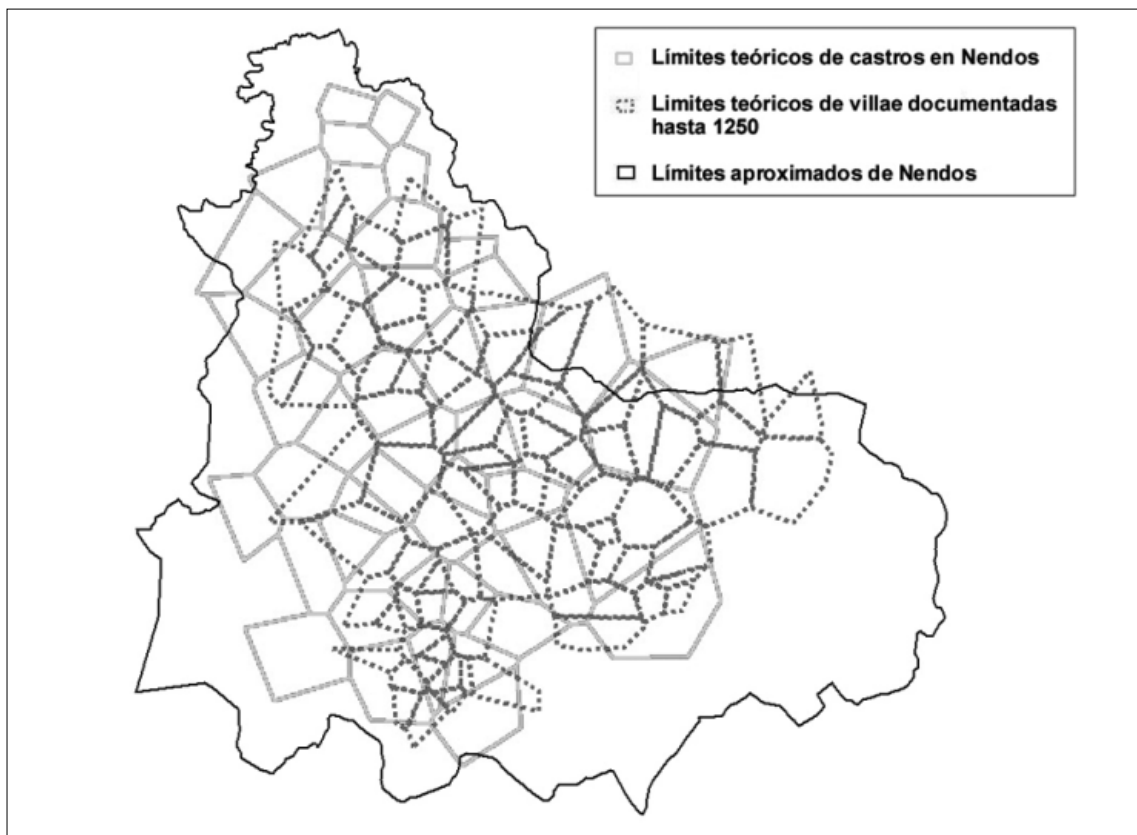 Límites teóricos de castros en Nendos
Limites teóricos de villae documentadas
hasta 1250
Límites aproximados de Nendos